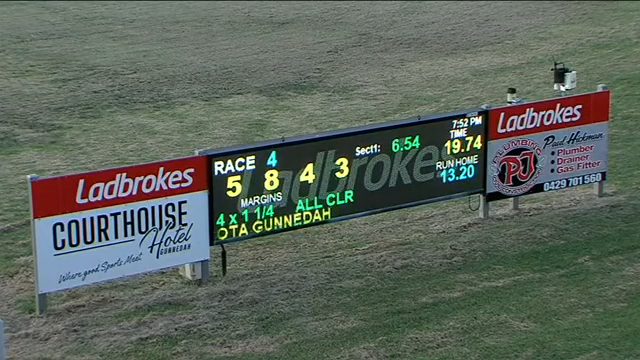 Ladbrokes
COURTHOUSE
Hotel
GUNNEDAH
Where good Sports Meet
RACE 4
Sect1: 6.54
7:52 PM
TIME
19.74
5 8 4 3
Ladbrokes
RUN HOME
13.20
MARGINS
4 x 1 1/4 ALL CLR
OTA GUNNEDAH
Ladbrokes
PLUMBING
PJ
Paul Hickman
• Plumber
• Drainer
• Gas Fitter
0429 701 560